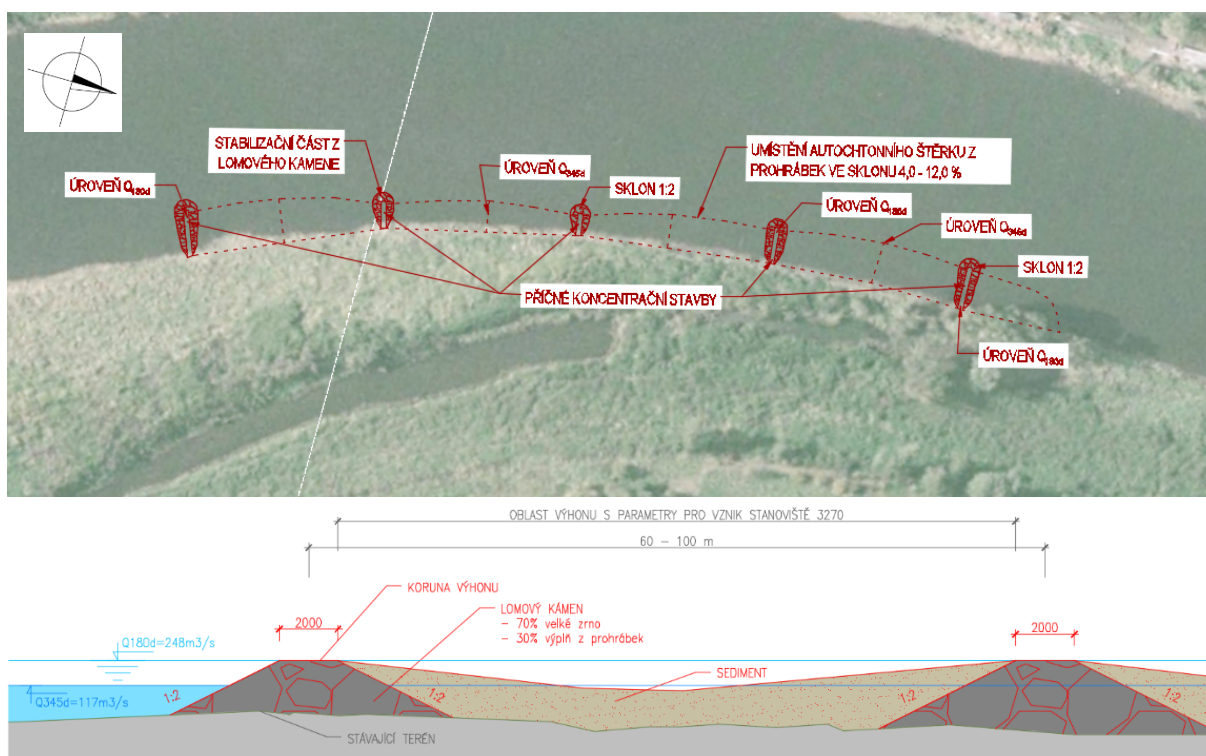 STABILIZAČNÍ ČÁST Z
LOMOVÉHO KAMENE
UMÍSTĚNÍ AUTOCHTONNÍHO ŠTĚRKU Z
PROHRÁBEK VE SKLONU 4,0 - 12,0 %
ÚROVEŇ Q180d
ÚROVEŇ Q345d
SKLON 1:2
ÚROVEŇ Q180d
ÚROVEŇ Q345d
SKLON 1:2
PŘÍČNÉ KONCENTRAČNÍ STAVBY
ÚROVEŇ Q180d
OBLAST VÝHONU S PARAMETRY PRO VZNIK STANOVIŠTĚ 3270
60 – 100 m
KORUNA VÝHONU
LOMOVÝ KÁMEN
– 70% velké zrno
– 30% výplň z prohrábek
2000
2000
Q180d=248m3/s
SEDIMENT
Q345d=117m3/s
1:2
1:2
1:2
1:2
STÁVAJÍCÍ TERÉN